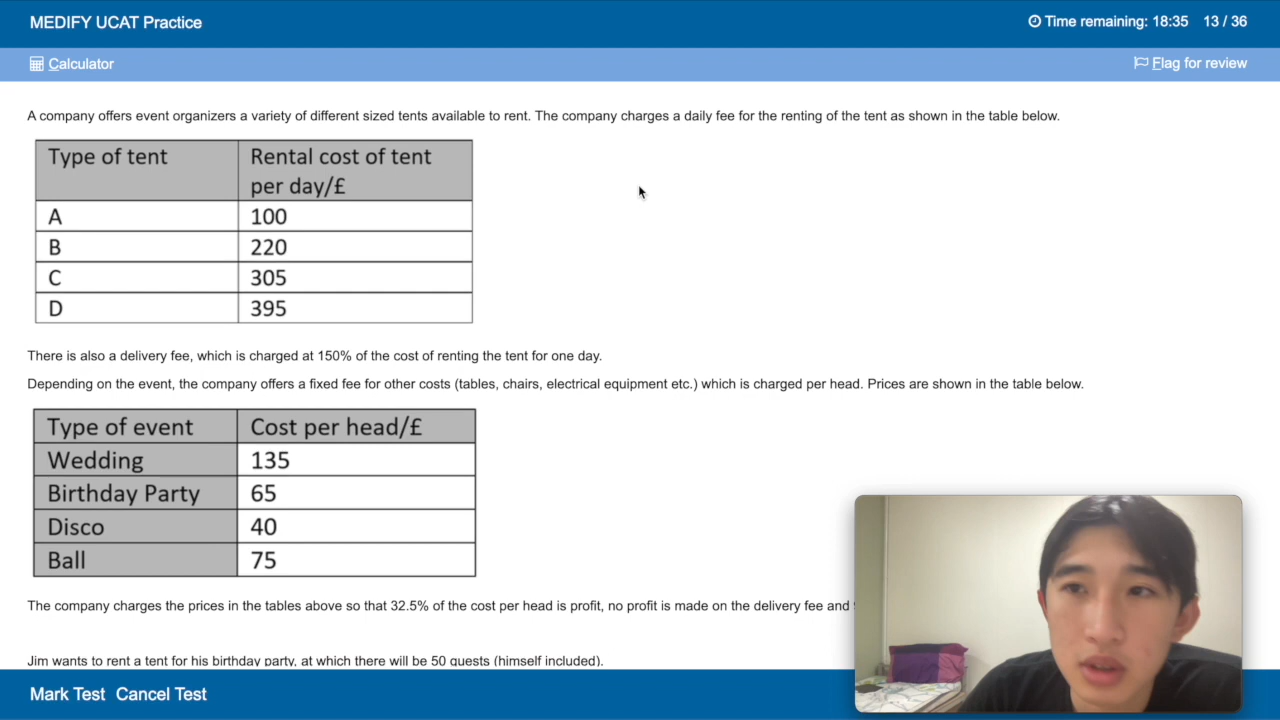 MEDIFY UCAT Practice
Time remaining: 18:35 13 / 36
Calculator
Flag for review
A company offers event organizers a variety of different sized tents available to rent. The company charges a daily fee for the renting of the tent as shown in the table below.
Type of tent Rental cost of tent
per day/£
A 100
B 220
C 305
D 395
There is also a delivery fee, which is charged at 150% of the cost of renting the tent for one day.
Depending on the event, the company offers a fixed fee for other costs (tables, chairs, electrical equipment etc.) which is charged per head. Prices are shown in the table below.
Type of event Cost per head/£
Wedding 135
Birthday Party 65
Disco 40
Ball 75
The company charges the prices in the tables above so that 32.5% of the cost per head is profit, no profit is made on the delivery fee and
Jim wants to rent a tent for his birthday party, at which there will be 50 guests (himself included).
Mark Test Cancel Test